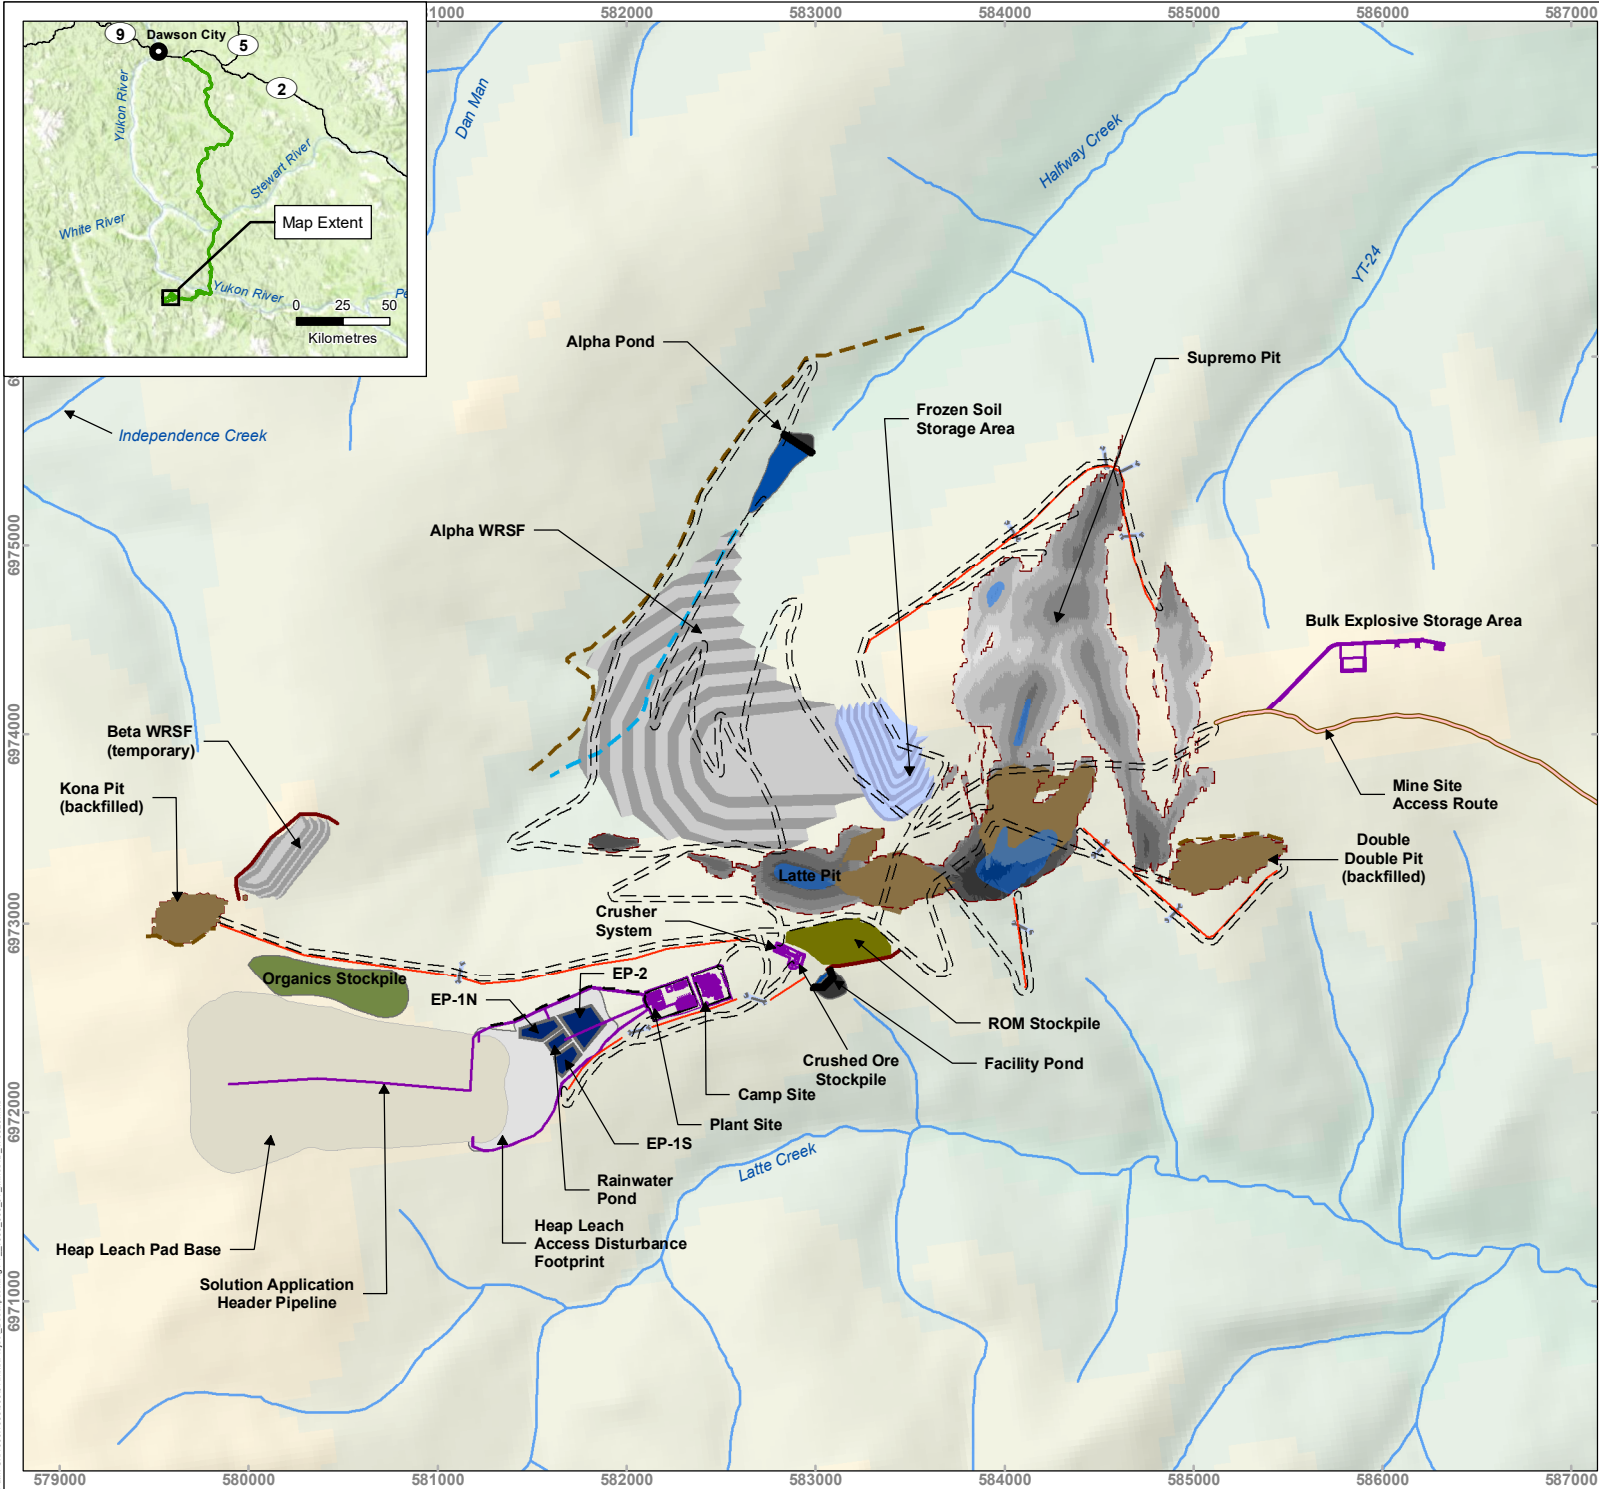 581000
582000
583000
584000
585000
586000
587000
9
Dawson City
5
2
Yukon River
Stewart River
White River
Map Extent
Yukon River
0 25 50
Kilometres
Dan Man
Halfway Creek
YT-24
Alpha Pond
Supremo Pit
Frozen Soil
Storage Area
Independence Creek
Alpha WRSF
6975000
Bulk Explosive Storage Area
6974000
Beta WRSF
(temporary)
Kona Pit
(backfilled)
Mine Site
Access Route
Double
Double Pit
(backfilled)
Latte Pit
6973000
Crusher
System
Organics Stockpile
EP-2
EP-1N
ROM Stockpile
Crushed Ore
Stockpile
Facility Pond
Camp Site
Plant Site
6972000
EP-1S
Latte Creek
Rainwater
Pond
Heap Leach
Access Disturbance
Footprint
Heap Leach Pad Base
Solution Application
Header Pipeline
6971000
579000
580000
581000
582000
583000
584000
585000
586000
587000